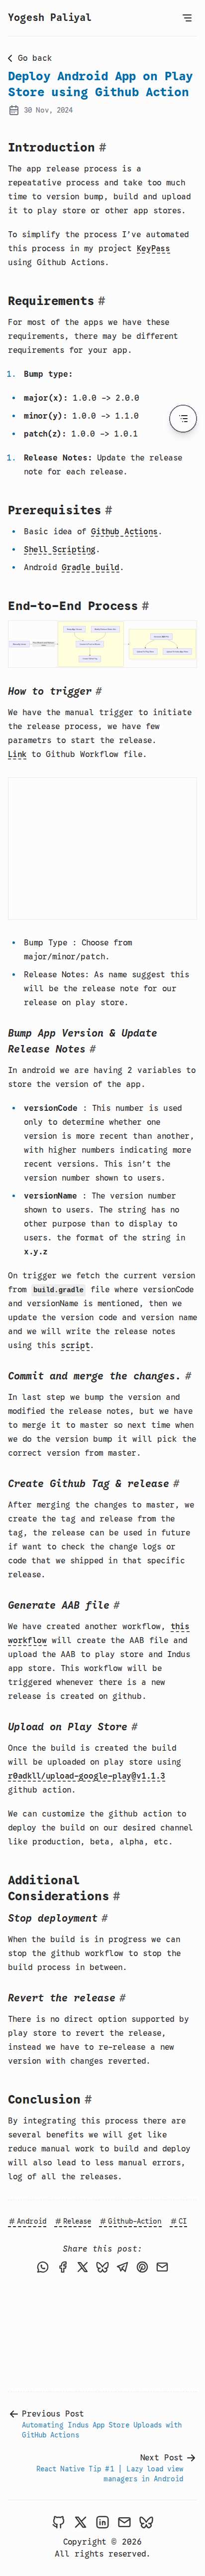 Yogesh Paliyal
Go back
Deploy Android App on Play
Store using Github Action
30 Nov, 2024
Introduction #
The app release process is a
repeatative process and take too much
time to version bump, build and upload
it to play store or other app stores.
To simplify the process I've automated
this process in my project KeyPass
using Github Actions.
Requirements #
For most of the apps we have these
requirements, there may be different
requirements for your app.
1. Bump type:
• major(x): 1.0.0 -> 2.0.0
• minor(y): 1.0.0 -> 1.1.0
• patch(z): 1.0.0 -> 1.0.1
1. Release Notes: Update the release
note for each release.
Prerequisites #
• Basic idea of Github Actions.
• Shell Scripting.
• Android Gradle build.
End-to-End Process #
How to trigger #
We have the manual trigger to initiate
the release process, we have few
parametrs to start the release.
Link to Github Workflow file.
• Bump Type : Choose from
major/minor/patch.
• Release Notes: As name suggest this
will be the release note for our
release on play store.
Bump App Version & Update
Release Notes #
In android we are having 2 variables to
store the version of the app.
• versionCode : This number is used
only to determine whether one
version is more recent than another,
with higher numbers indicating more
recent versions. This isn't the
version number shown to users.
• versionName : The version number
shown to users. The string has no
other purpose than to display to
users. the format of the string in
x.y.z
On trigger we fetch the current version
from build.gradle file where versionCode
and versionName is mentioned, then we
update the version code and version name
and we will write the release notes
using this script.
Commit and merge the changes. #
In last step we bump the version and
modified the release notes, but we have
to merge it to master so next time when
we do the version bump it will pick the
correct version from master.
Create Github Tag & release #
After merging the changes to master, we
create the tag and release from the
tag, the release can be used in future
if want to check the change logs or
code that we shipped in that specific
release.
Generate AAB file #
We have created another workflow, this
workflow will create the AAB file and
upload the AAB to play store and Indus
app store. This workflow will be
triggered whenever there is a new
release is created on github.
Upload on Play Store #
Once the build is created the build
will be uploaded on play store using
r0adkll/upload-google-play@v1.1.3
github action.
We can customize the github action to
deploy the build on our desired channel
like production, beta, alpha, etc.
Additional
Considerations #
Stop deployment #
When the build is in progress we can
stop the github workflow to stop the
build process in between.
Revert the release #
There is no direct option supported by
play store to revert the release,
instead we have to re-release a new
version with changes reverted.
Conclusion #
By integrating this process there are
several benefits we will get like
reduce manual work to build and deploy
will also lead to less manual errors,
log of all the releases.
#Android #Release #Github-Action #CI
Share this post:
Previous Post
Automating Indus App Store Uploads with
GitHub Actions
Next Post
React Native Tip #1 | Lazy load view
managers in Android
Copyright © 2026
All rights reserved.